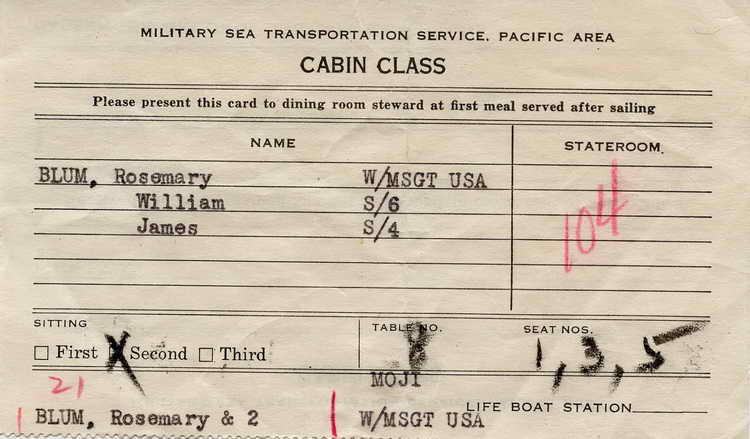 MILITARY SEA TRANSPORTATION SERVICE, PACIFIC AREA
CABIN CLASS
Please present this card to dining room steward at first meal served after sailing
NAME STATEROOM
BLUM, Rosemary W/MSGT USA
William S/6
James S/4
104
SITTING TABLE NO. SEAT NOS.
☐ First X Second ☐ Third 8 1, 3, 5
21 MOJI
BLUM, Rosemary & 2 W/MSGT USA LIFE BOAT STATION